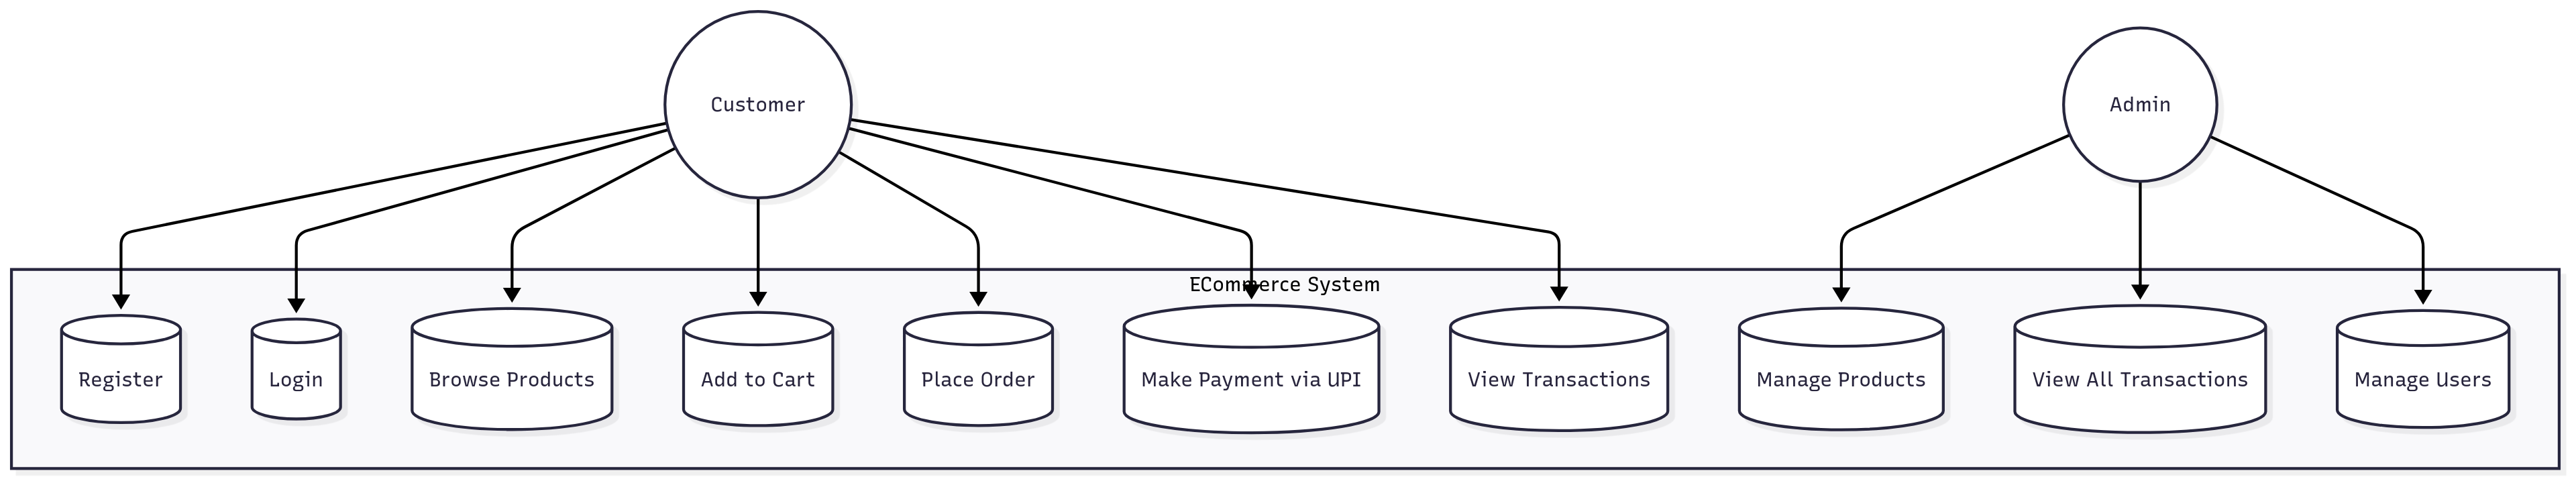 Customer
Admin
ECommerce System
Register
Login
Browse Products
Add to Cart
Place Order
Make Payment via UPI
View Transactions
Manage Products
View All Transactions
Manage Users